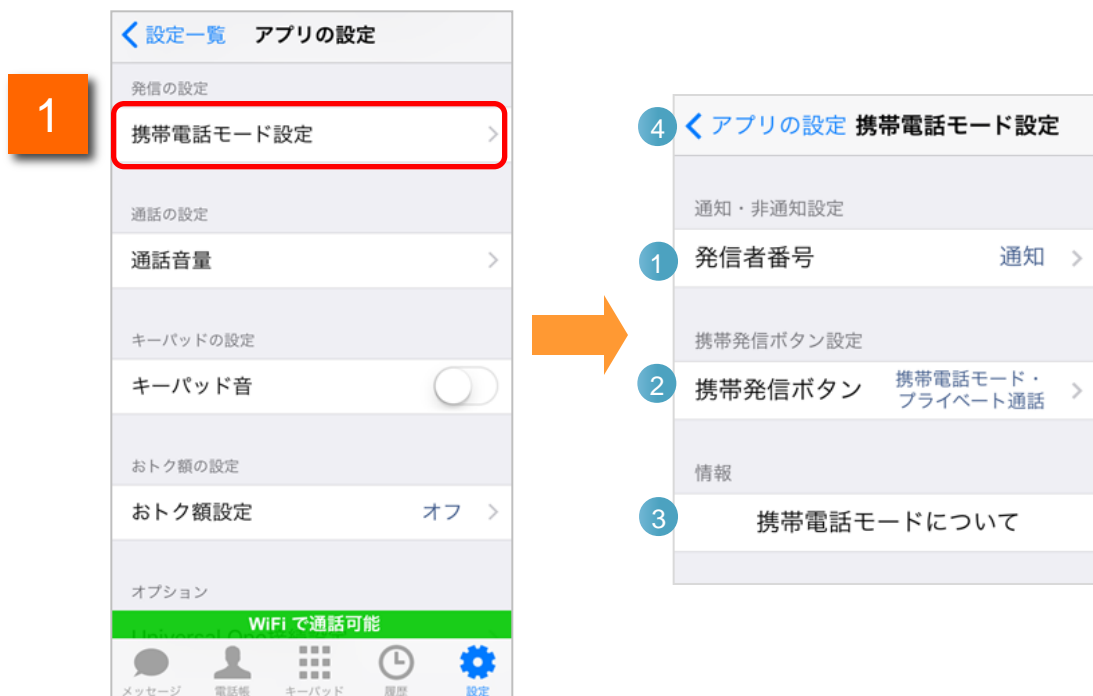 設定一覧 アプリの設定
発信の設定
1
携帯電話モード設定
通話の設定
通話音量
キーパッドの設定
キーパッド音
おトク額の設定
おトク額設定 オフ
オプション
WiFi で通話可能
メッセージ 電話帳 キーパッド 履歴 設定
4 アプリの設定 携帯電話モード設定
通知・非通知設定
1 発信者番号 通知
携帯発信ボタン設定
2 携帯発信ボタン 携帯電話モード・
プライベート通話
情報
3 携帯電話モードについて